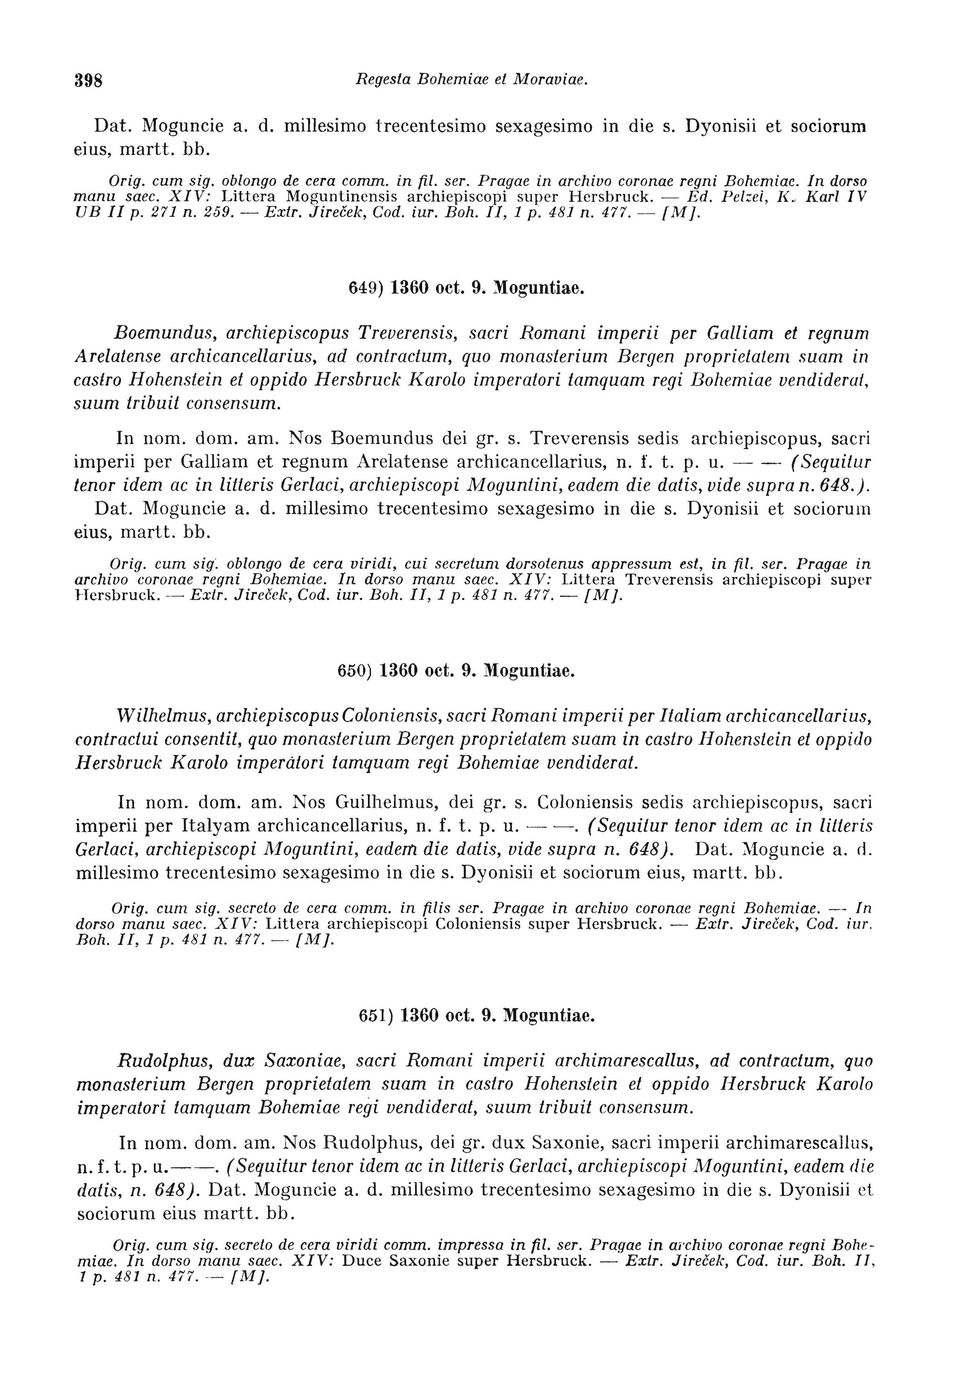 398 Regesta Bohemiae et Moraviae.
Dat. Moguncie a. d. millesimo trecentesimo sexagesimo in die s. Dyonisii et sociorum
eius, martt. bb.
Orig. cum sig. oblongo de cera comm. in fil. ser. Pragae in archivo coronae regni Bohemiae. In dorso
manu saec. XIV: Littera Moguntinensis archiepiscopi super Hersbruck. — Ed. Pelzel, K. Karl IV
UB II p. 271 n. 259. — Extr. Jireček, Cod. iur. Boh. II, 1 p. 481 n. 477. — [M].
649) 1360 oct. 9. Moguntiae.
Boemundus, archiepiscopus Treverensis, sacri Romani imperii per Galliam et regnum
Arelatense archicancellarius, ad contractum, quo monasterium Bergen proprietatem suam in
castro Hohenstein et oppido Hersbruck Karolo imperatori tamquam regi Bohemiae vendiderat,
suum tribuit consensum.
In nom. dom. am. Nos Boemundus dei gr. s. Treverensis sedis archiepiscopus, sacri
imperii per Galliam et regnum Arelatense archicancellarius, n. f. t. p. u. — — (Sequitur
tenor idem ac in litteris Gerlaci, archiepiscopi Moguntini, eadem die datis, vide supra n. 648.).
Dat. Moguncie a. d. millesimo trecentesimo sexagesimo in die s. Dyonisii et sociorum
eius, martt. bb.
Orig. cum sig. oblongo de cera viridi, cui secretum dorsotenus appressum est, in fil. ser. Pragae in
archivo coronae regni Bohemiae. In dorso manu saec. XIV: Littera Treverensis archiepiscopi super
Hersbruck. — Extr. Jireček, Cod. iur. Boh. II, 1 p. 481 n. 477. — [M].
650) 1360 oct. 9. Moguntiae.
Wilhelmus, archiepiscopus Coloniensis, sacri Romani imperii per Italiam archicancellarius,
contractui consentit, quo monasterium Bergen proprietatem suam in castro Hohenstein et oppido
Hersbruck Karolo imperatori tamquam regi Bohemiae vendiderat.
In nom. dom. am. Nos Guilhelmus, dei gr. s. Coloniensis sedis archiepiscopus, sacri
imperii per Italyam archicancellarius, n. f. t. p. u. — —. (Sequitur tenor idem ac in litteris
Gerlaci, archiepiscopi Moguntini, eadem die datis, vide supra n. 648). Dat. Moguncie a. d.
millesimo trecentesimo sexagesimo in die s. Dyonisii et sociorum eius, martt. bb.
Orig. cum sig. secreto de cera comm. in filis ser. Pragae in archivo coronae regni Bohemiae. — In
dorso manu saec. XIV: Littera archiepiscopi Coloniensis super Hersbruck. — Extr. Jireček, Cod. iur.
Boh. II, 1 p. 481 n. 477. — [M].
651) 1360 oct. 9. Moguntiae.
Rudolphus, dux Saxoniae, sacri Romani imperii archimarescallus, ad contractum, quo
monasterium Bergen proprietatem suam in castro Hohenstein et oppido Hersbruck Karolo
imperatori tamquam Bohemiae regi vendiderat, suum tribuit consensum.
In nom. dom. am. Nos Rudolphus, dei gr. dux Saxonie, sacri imperii archimarescallus,
n. f. t. p. u. — —. (Sequitur tenor idem ac in litteris Gerlaci, archiepiscopi Moguntini, eadem die
datis, n. 648). Dat. Moguncie a. d. millesimo trecentesimo sexagesimo in die s. Dyonisii et
sociorum eius martt. bb.
Orig. cum sig. secreto de cera viridi comm. impressa in fil. ser. Pragae in archivo coronae regni Bohe-
miae. In dorso manu saec. XIV: Duce Saxonie super Hersbruck. — Extr. Jireček, Cod. iur. Boh. II,
1 p. 481 n. 477. — [M].